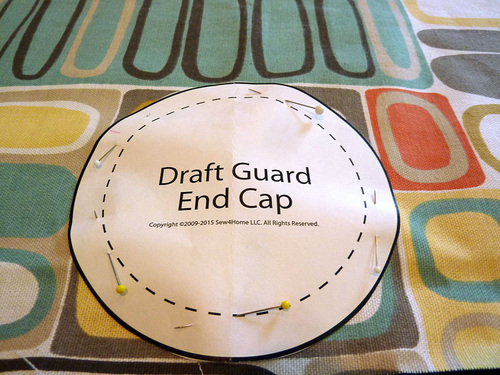 Draft Guard
End Cap
Copyright ©2009-2015 Sew4Home LLC. All Rights Reserved.